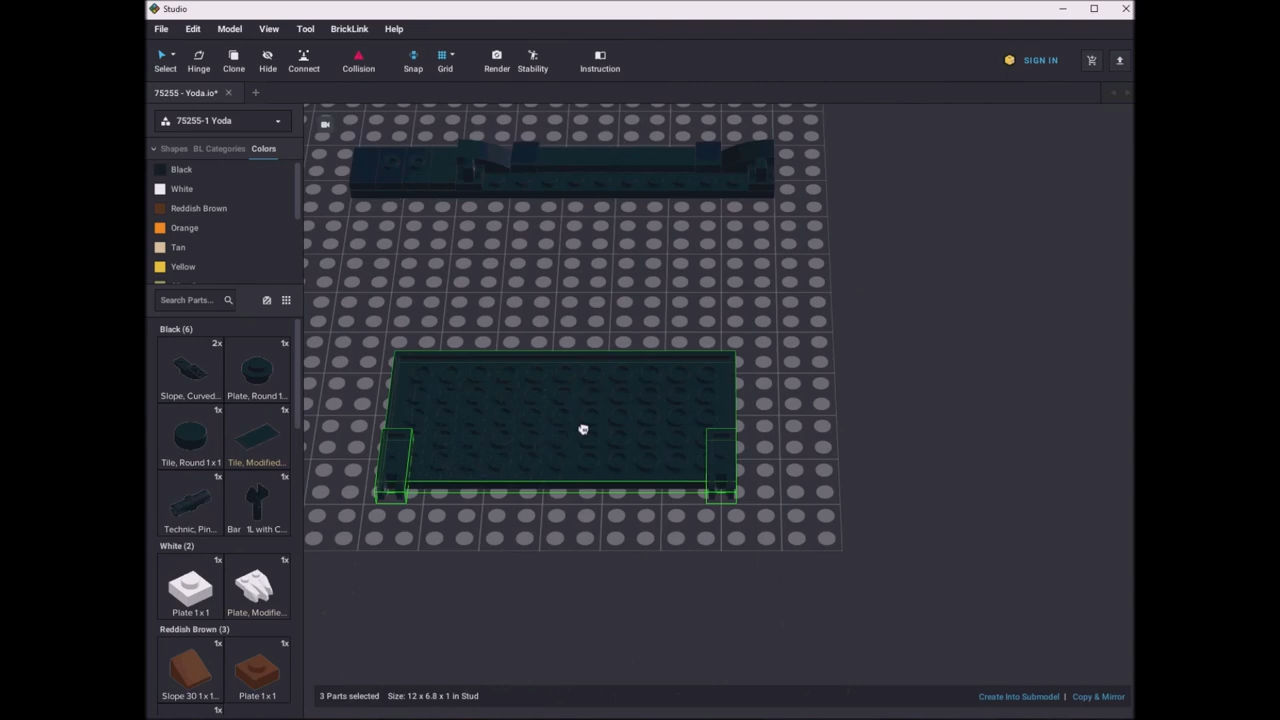 Studio
File Edit Model View Tool BrickLink Help
Select Hinge Clone Hide Connect Collision Snap Grid Render Stability Instruction SIGN IN
75255 - Yoda.io*
75255-1 Yoda
Shapes BL Categories Colors
Black
White
Reddish Brown
Orange
Tan
Yellow
Search Parts...
Black (6)
2x 1x
Slope, Curved... Plate, Round 1...
1x 1x
Tile, Round 1 x 1 Tile, Modified...
1x 1x
Technic, Pin... Bar 1L with C...
White (2)
1x 1x
Plate 1 x 1 Plate, Modifie...
Reddish Brown (3)
1x 1x
Slope 30 1 x 1... Plate 1 x 1
1x
3 Parts selected Size: 12 x 6.8 x 1 in Stud Create Into Submodel | Copy & Mirror